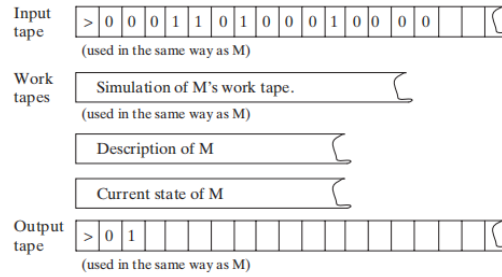 Input tape
> 0 0 0 1 1 0 1 0 0 0 1 0 0 0 0
(used in the same way as M)
Work tapes
Simulation of M's work tape.
(used in the same way as M)
Description of M
Current state of M
Output tape
> 0 1
(used in the same way as M)